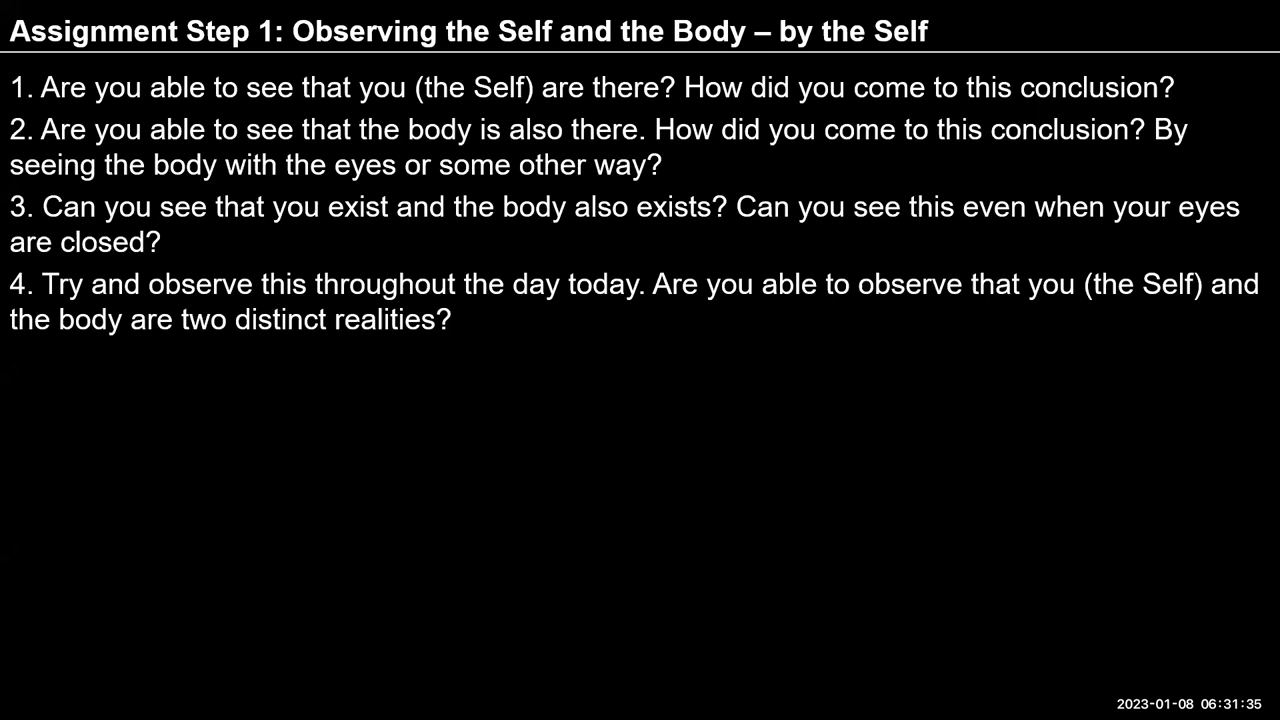 Assignment Step 1: Observing the Self and the Body – by the Self
1. Are you able to see that you (the Self) are there? How did you come to this conclusion?
2. Are you able to see that the body is also there. How did you come to this conclusion? By
seeing the body with the eyes or some other way?
3. Can you see that you exist and the body also exists? Can you see this even when your eyes
are closed?
4. Try and observe this throughout the day today. Are you able to observe that you (the Self) and
the body are two distinct realities?
2023-01-08 06:31:35